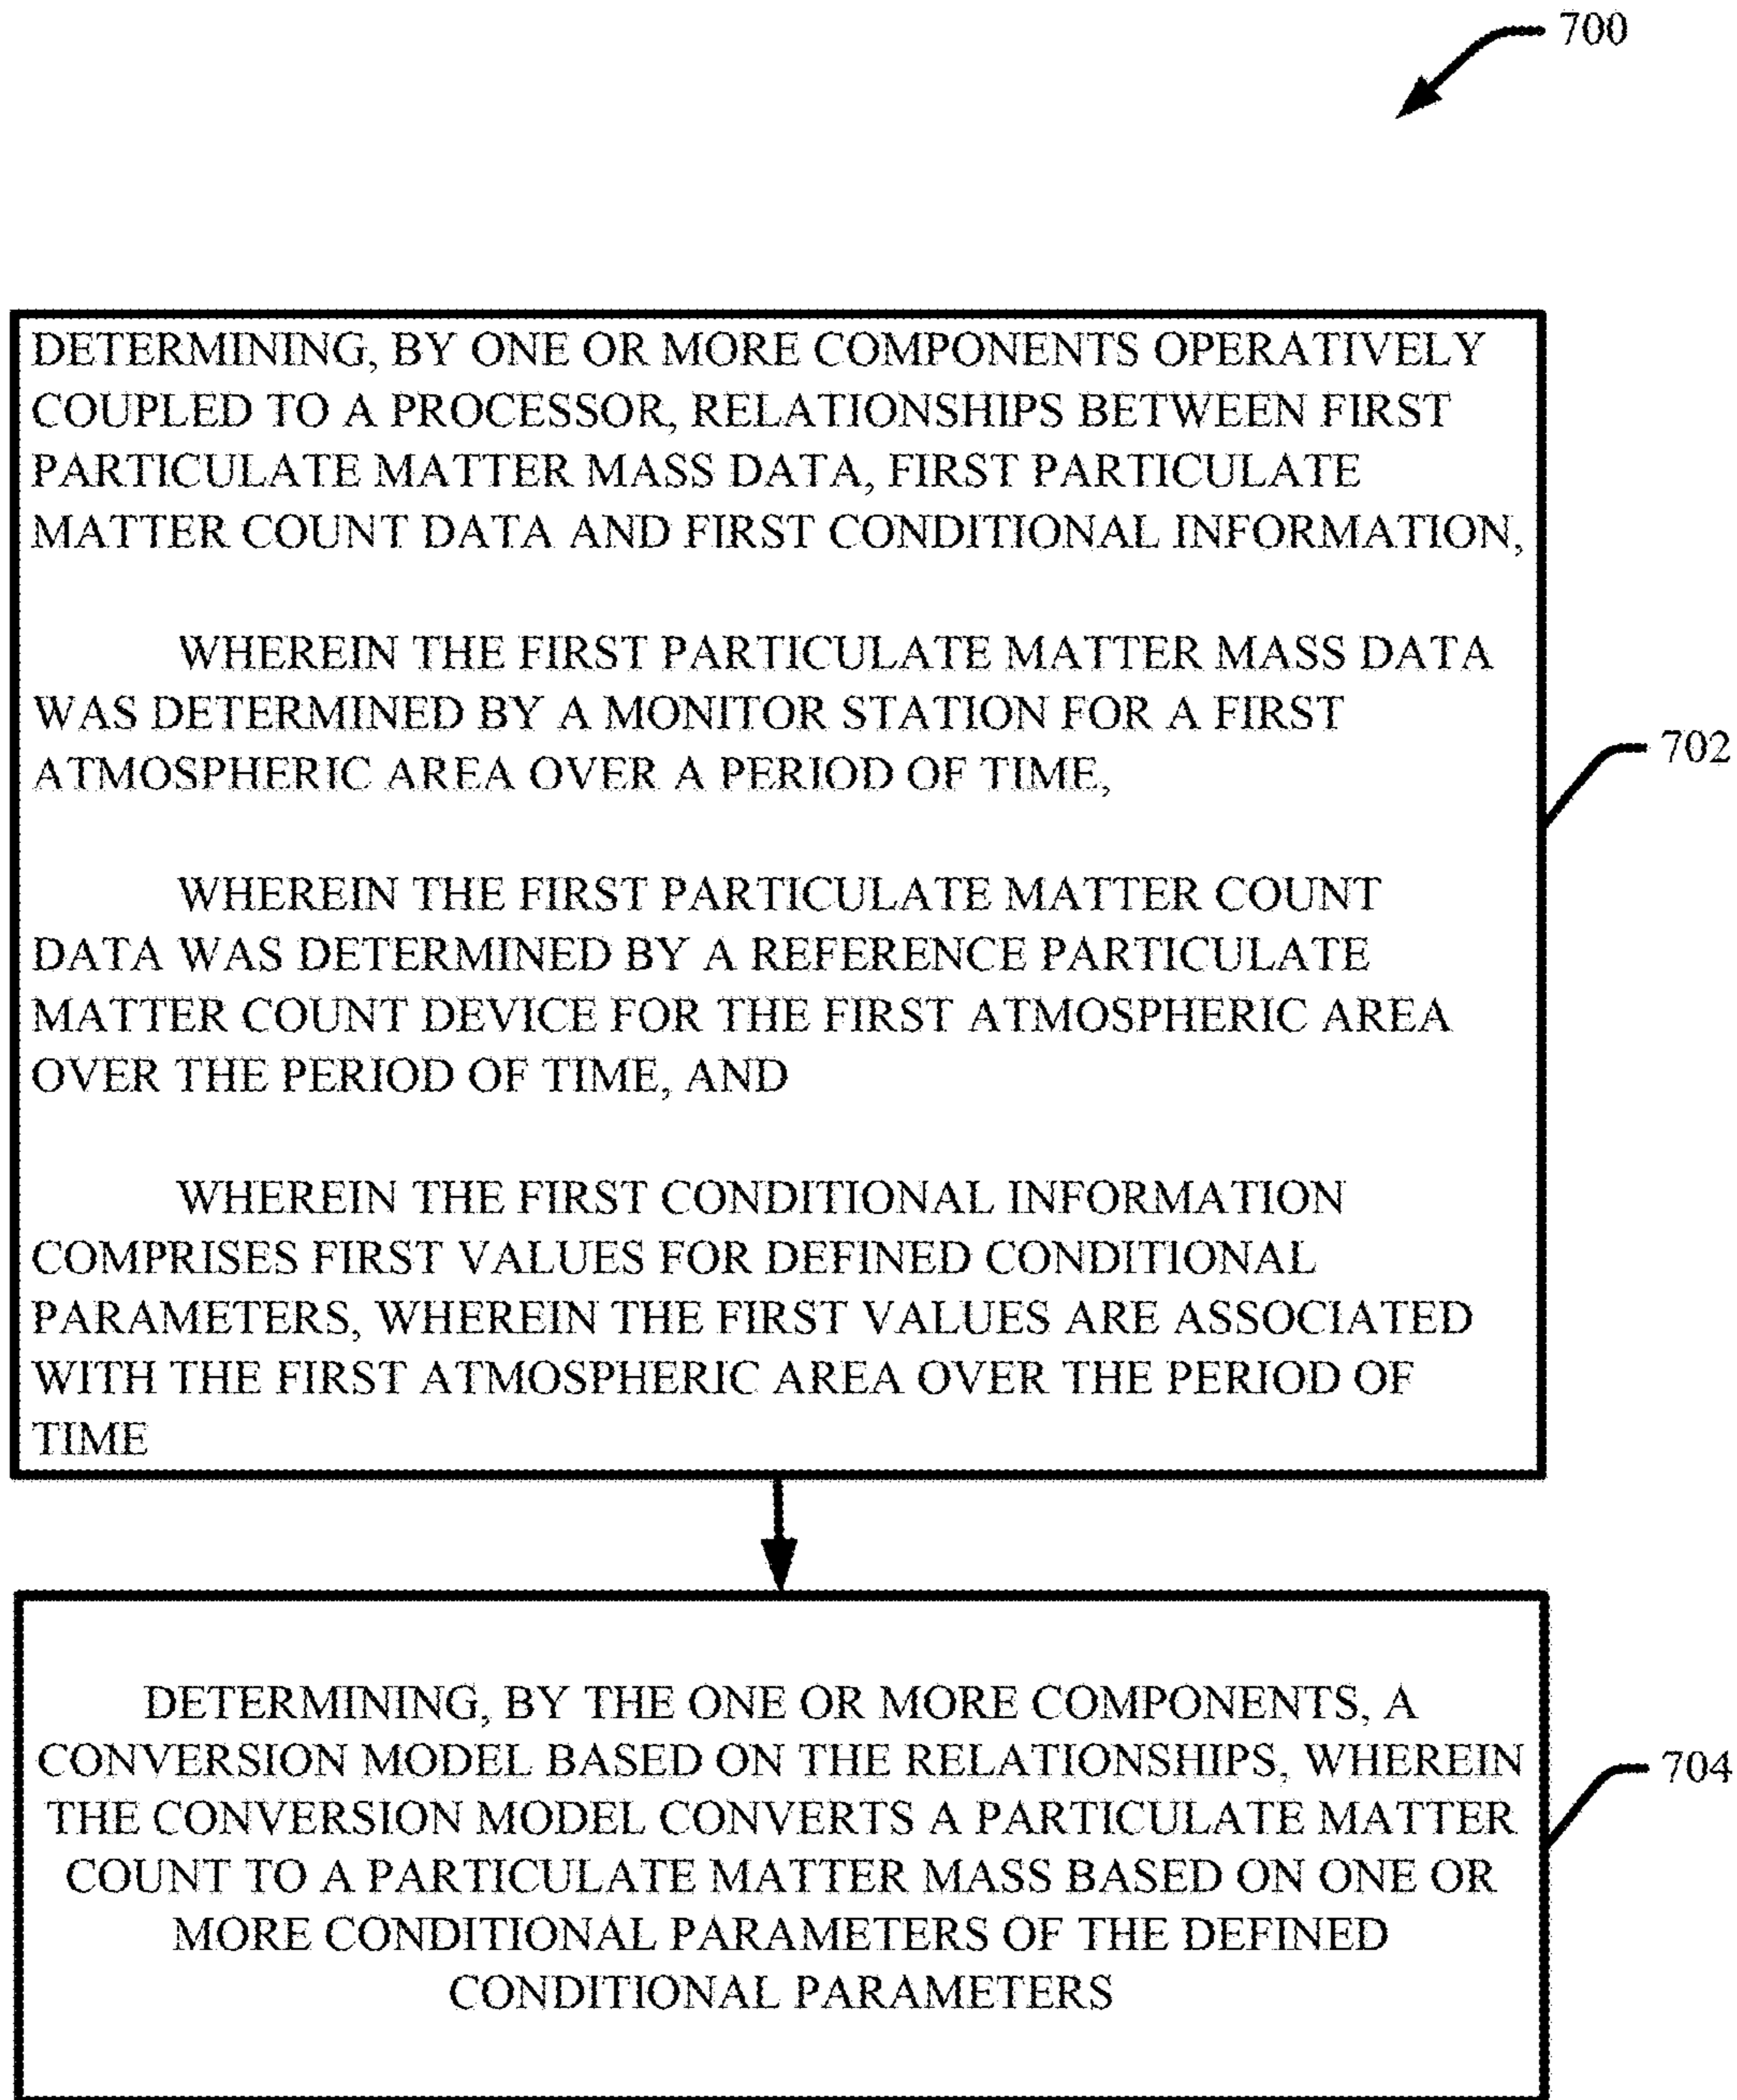 700
DETERMINING, BY ONE OR MORE COMPONENTS OPERATIVELY
COUPLED TO A PROCESSOR, RELATIONSHIPS BETWEEN FIRST
PARTICULATE MATTER MASS DATA, FIRST PARTICULATE
MATTER COUNT DATA AND FIRST CONDITIONAL INFORMATION,
WHEREIN THE FIRST PARTICULATE MATTER MASS DATA
WAS DETERMINED BY A MONITOR STATION FOR A FIRST
ATMOSPHERIC AREA OVER A PERIOD OF TIME,
WHEREIN THE FIRST PARTICULATE MATTER COUNT
DATA WAS DETERMINED BY A REFERENCE PARTICULATE
MATTER COUNT DEVICE FOR THE FIRST ATMOSPHERIC AREA
OVER THE PERIOD OF TIME, AND
WHEREIN THE FIRST CONDITIONAL INFORMATION
COMPRISES FIRST VALUES FOR DEFINED CONDITIONAL
PARAMETERS, WHEREIN THE FIRST VALUES ARE ASSOCIATED
WITH THE FIRST ATMOSPHERIC AREA OVER THE PERIOD OF
TIME
702
DETERMINING, BY THE ONE OR MORE COMPONENTS, A
CONVERSION MODEL BASED ON THE RELATIONSHIPS, WHEREIN
THE CONVERSION MODEL CONVERTS A PARTICULATE MATTER
COUNT TO A PARTICULATE MATTER MASS BASED ON ONE OR
MORE CONDITIONAL PARAMETERS OF THE DEFINED
CONDITIONAL PARAMETERS
704